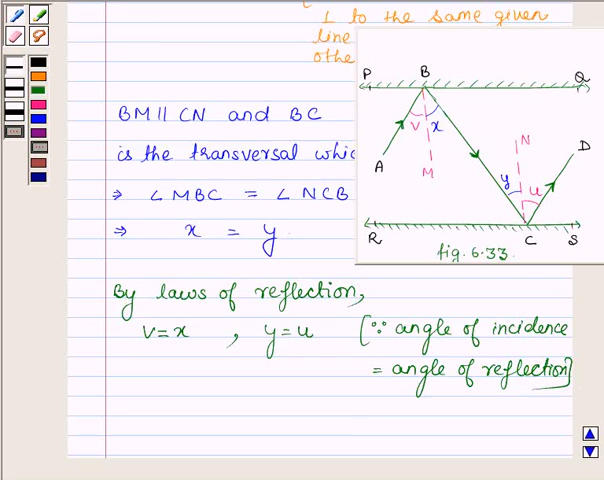 ⊥ to the same given
line
othe
BM || CN and BC
is the transversal whic
⇒ ∠MBC = ∠NCB
⇒ x = y
By laws of reflection,
v=x , y=u [∵ angle of incidence
= angle of reflection]
P B Q
v x
A M
N D
y u
R C S
fig. 6.33